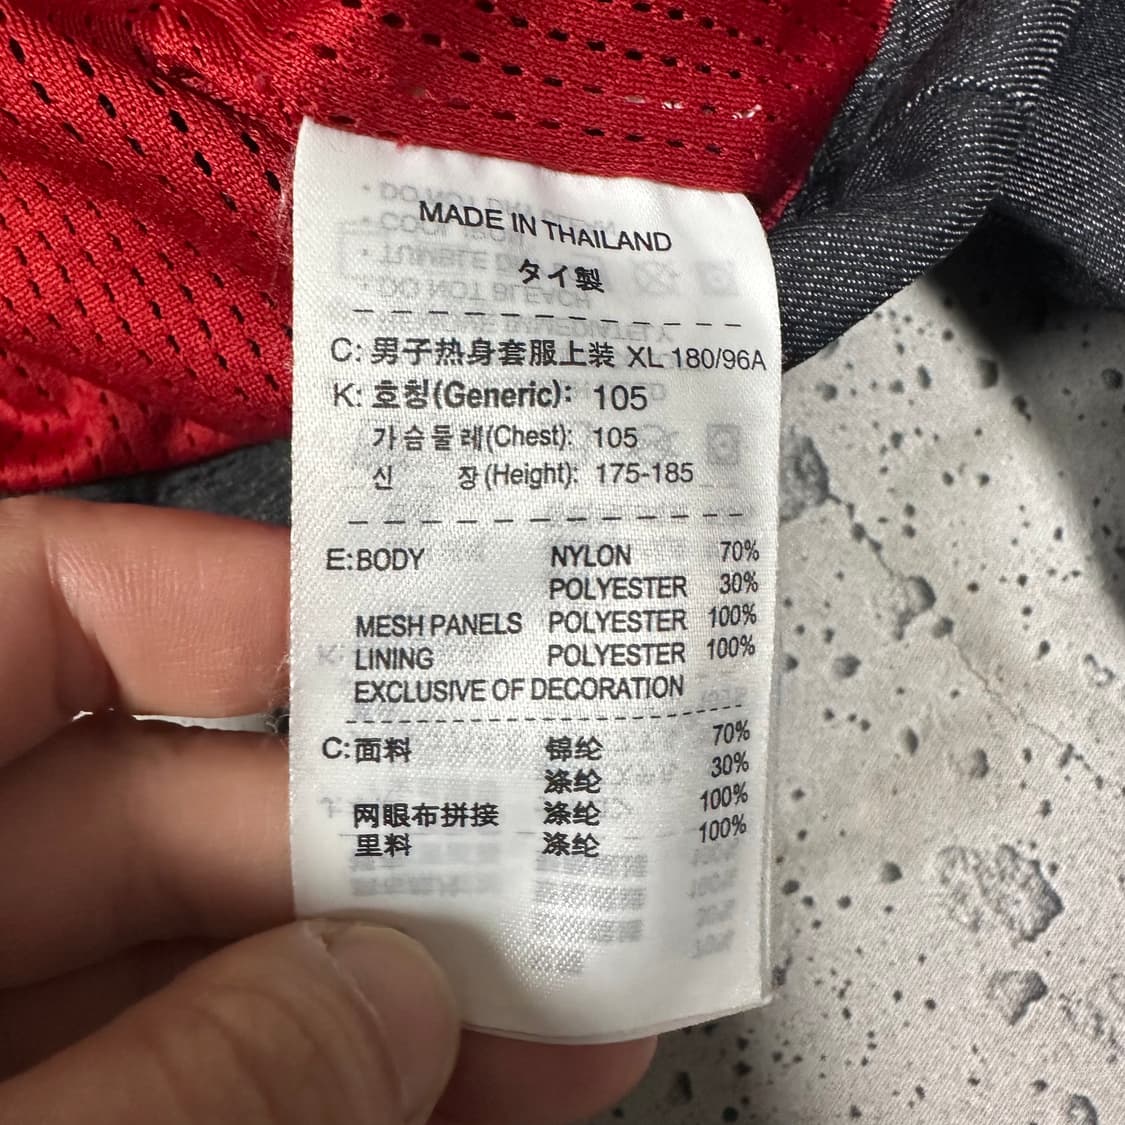 MADE IN THAILAND
タイ製
C: 男子热身套服上装 XL 180/96A
K: 호칭(Generic): 105
가슴둘레(Chest): 105
신 장(Height): 175-185
E: BODY NYLON 70%
POLYESTER 30%
MESH PANELS POLYESTER 100%
LINING POLYESTER 100%
EXCLUSIVE OF DECORATION
C: 面料 锦纶 70%
涤纶 30%
网眼布拼接 涤纶 100%
里料 涤纶 100%